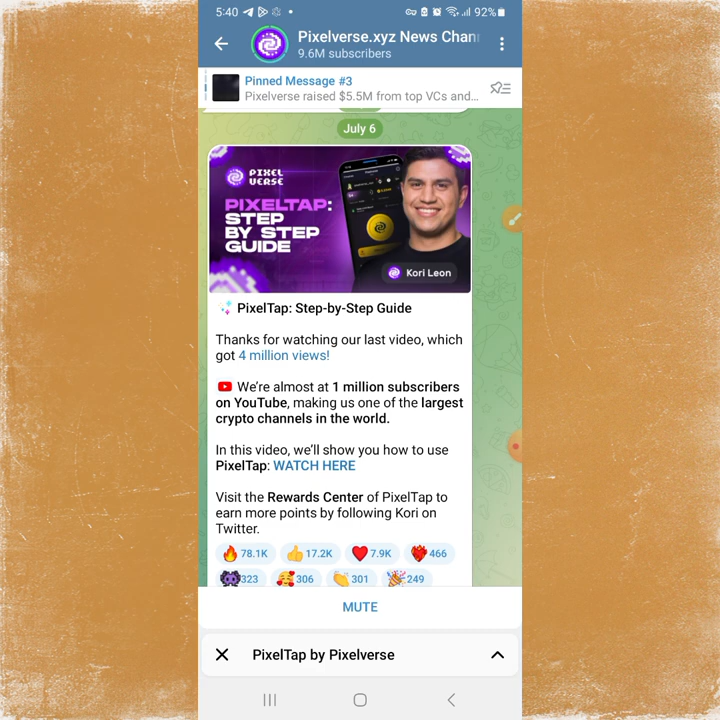 5:40
92%
Pixelverse.xyz News Chan
9.6M subscribers
Pinned Message #3
Pixelverse raised $5.5M from top VCs and...
July 6
PIXEL
VERSE
PIXELTAP:
STEP
BY STEP
GUIDE
Kori Leon
PixelTap: Step-by-Step Guide
Thanks for watching our last video, which
got 4 million views!
We're almost at 1 million subscribers
on YouTube, making us one of the largest
crypto channels in the world.
In this video, we'll show you how to use
PixelTap: WATCH HERE
Visit the Rewards Center of PixelTap to
earn more points by following Kori on
Twitter.
78.1K 17.2K 7.9K 466
323 306 301 249
MUTE
PixelTap by Pixelverse